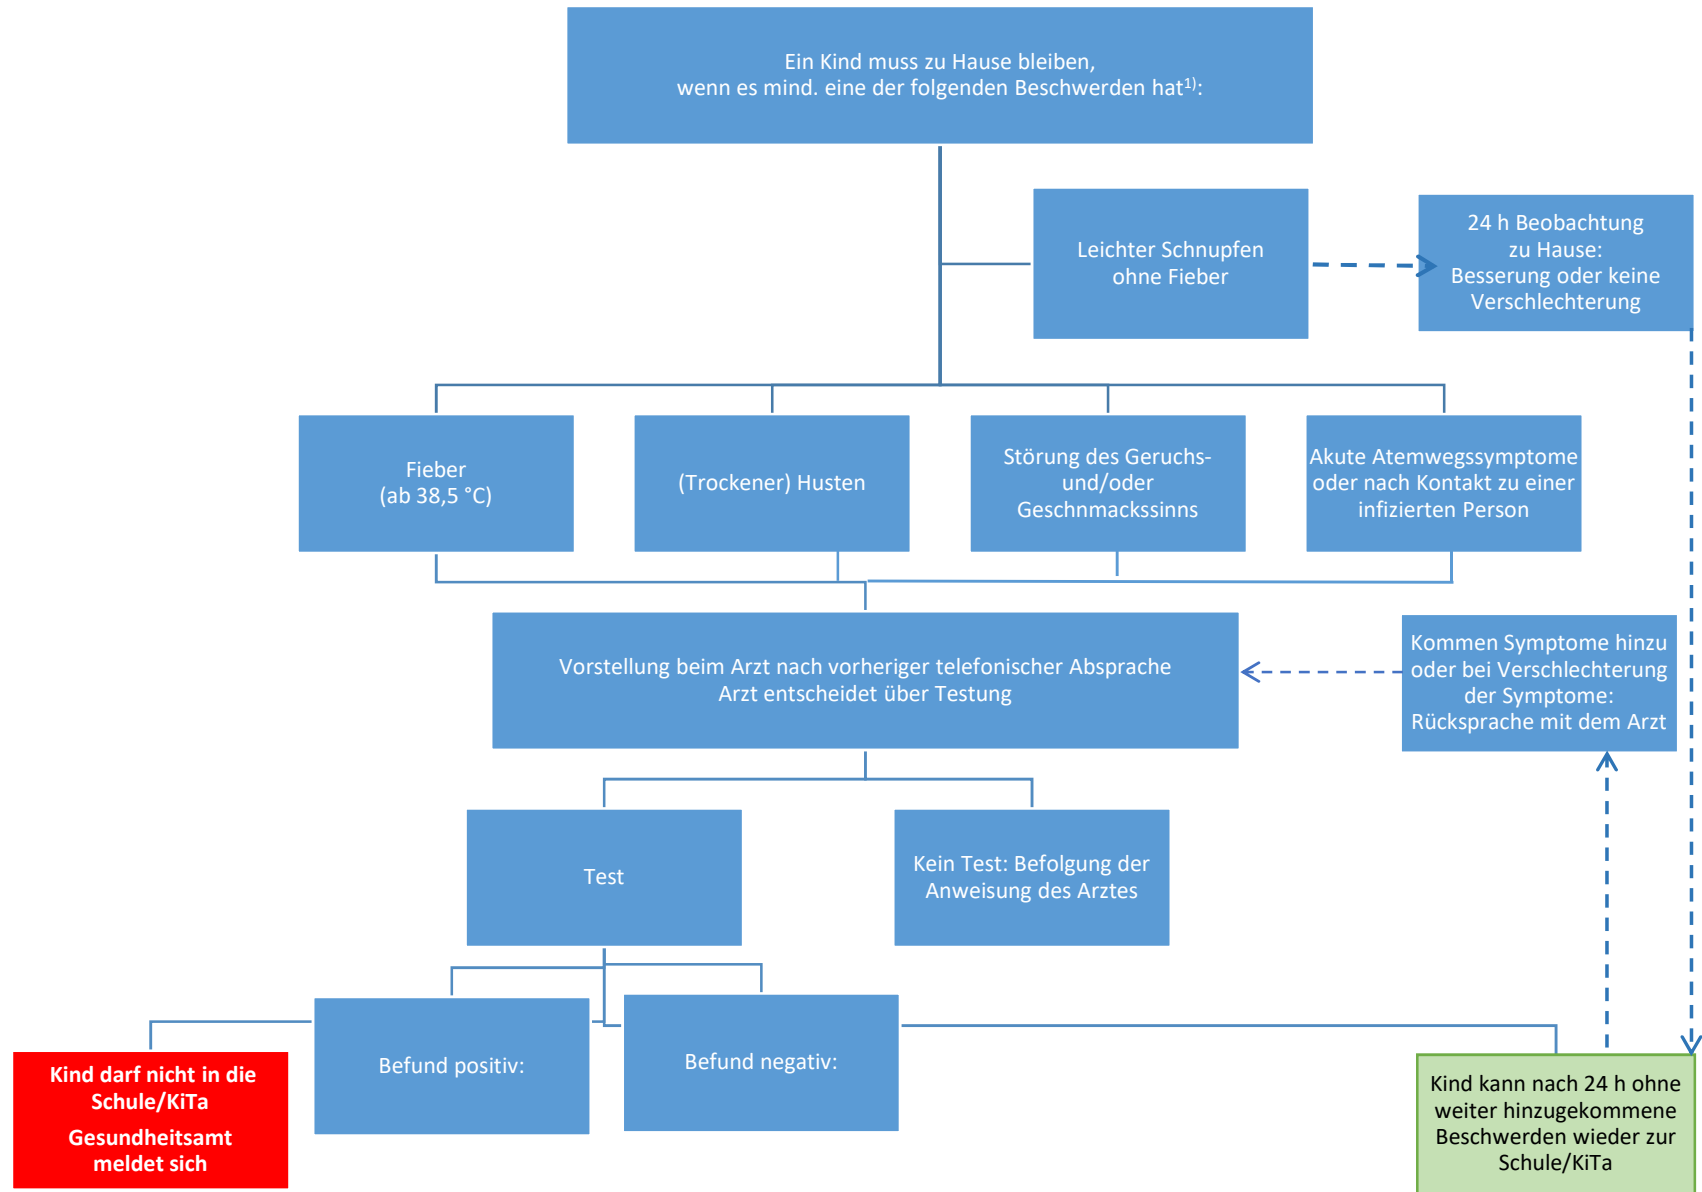 Ein Kind muss zu Hause bleiben,
wenn es mind. eine der folgenden Beschwerden hat¹⁾:
Leichter Schnupfen
ohne Fieber
24 h Beobachtung
zu Hause:
Besserung oder keine
Verschlechterung
Fieber
(ab 38,5 °C)
(Trockener) Husten
Störung des Geruchs-
und/oder
Geschnmackssinns
Akute Atemwegssymptome
oder nach Kontakt zu einer
infizierten Person
Vorstellung beim Arzt nach vorheriger telefonischer Absprache
Arzt entscheidet über Testung
Kommen Symptome hinzu
oder bei Verschlechterung
der Symptome:
Rücksprache mit dem Arzt
Test
Kein Test: Befolgung der
Anweisung des Arztes
Kind darf nicht in die
Schule/KiTa
Gesundheitsamt
meldet sich
Befund positiv:
Befund negativ:
Kind kann nach 24 h ohne
weiter hinzugekommene
Beschwerden wieder zur
Schule/KiTa